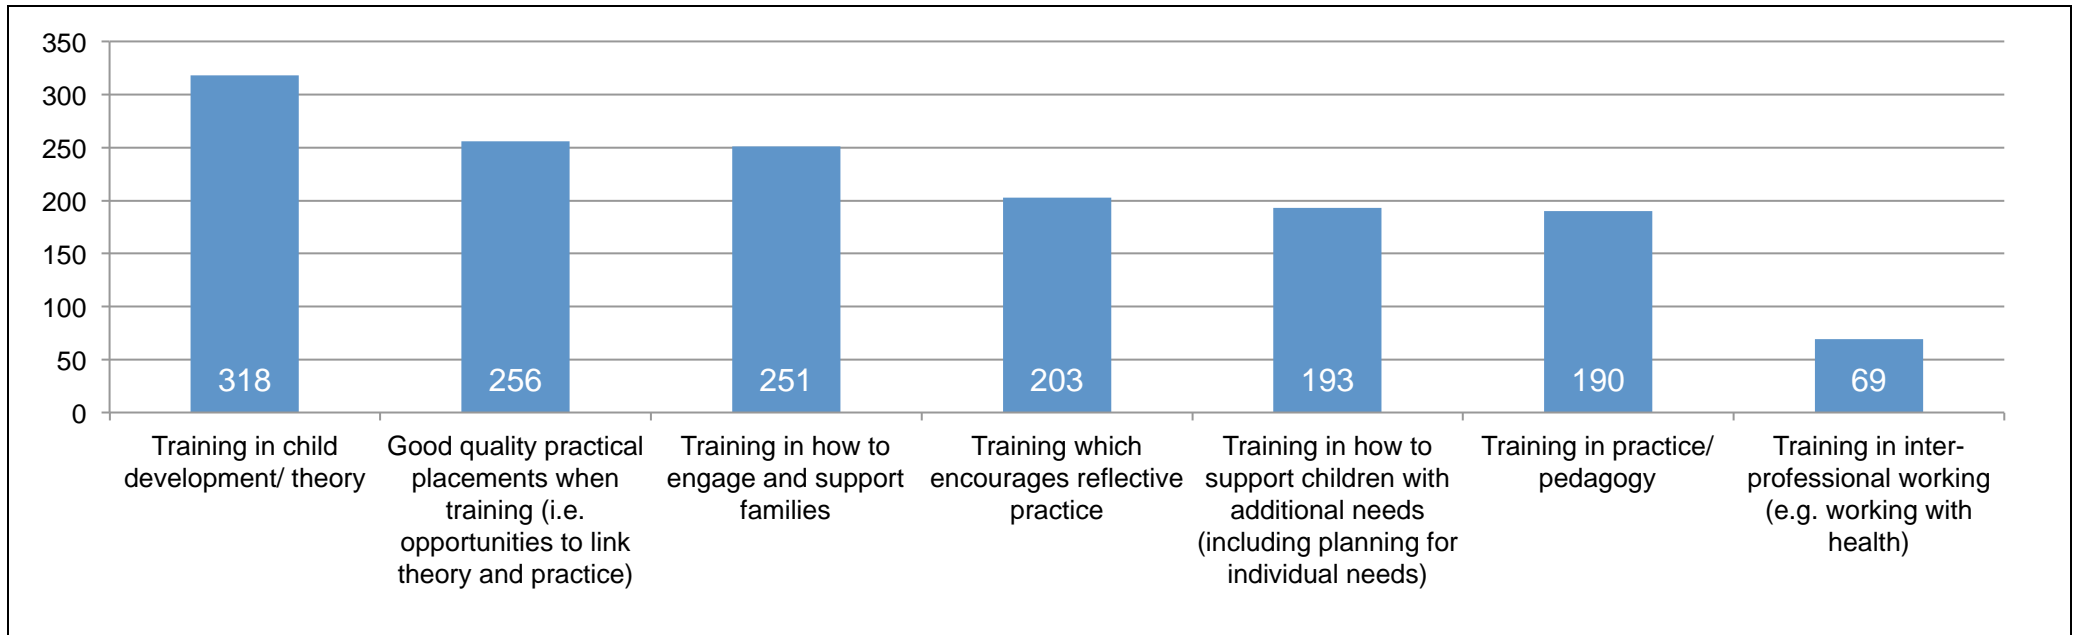 350
300
250
200
150
100
50
0
318
256
251
203
193
190
69
Training in child
development/ theory
Good quality practical
placements when
training (i.e.
opportunities to link
theory and practice)
Training in how to
engage and support
families
Training which
encourages reflective
practice
Training in how to
support children with
additional needs
(including planning for
individual needs)
Training in practice/
pedagogy
Training in inter-
professional working
(e.g. working with
health)